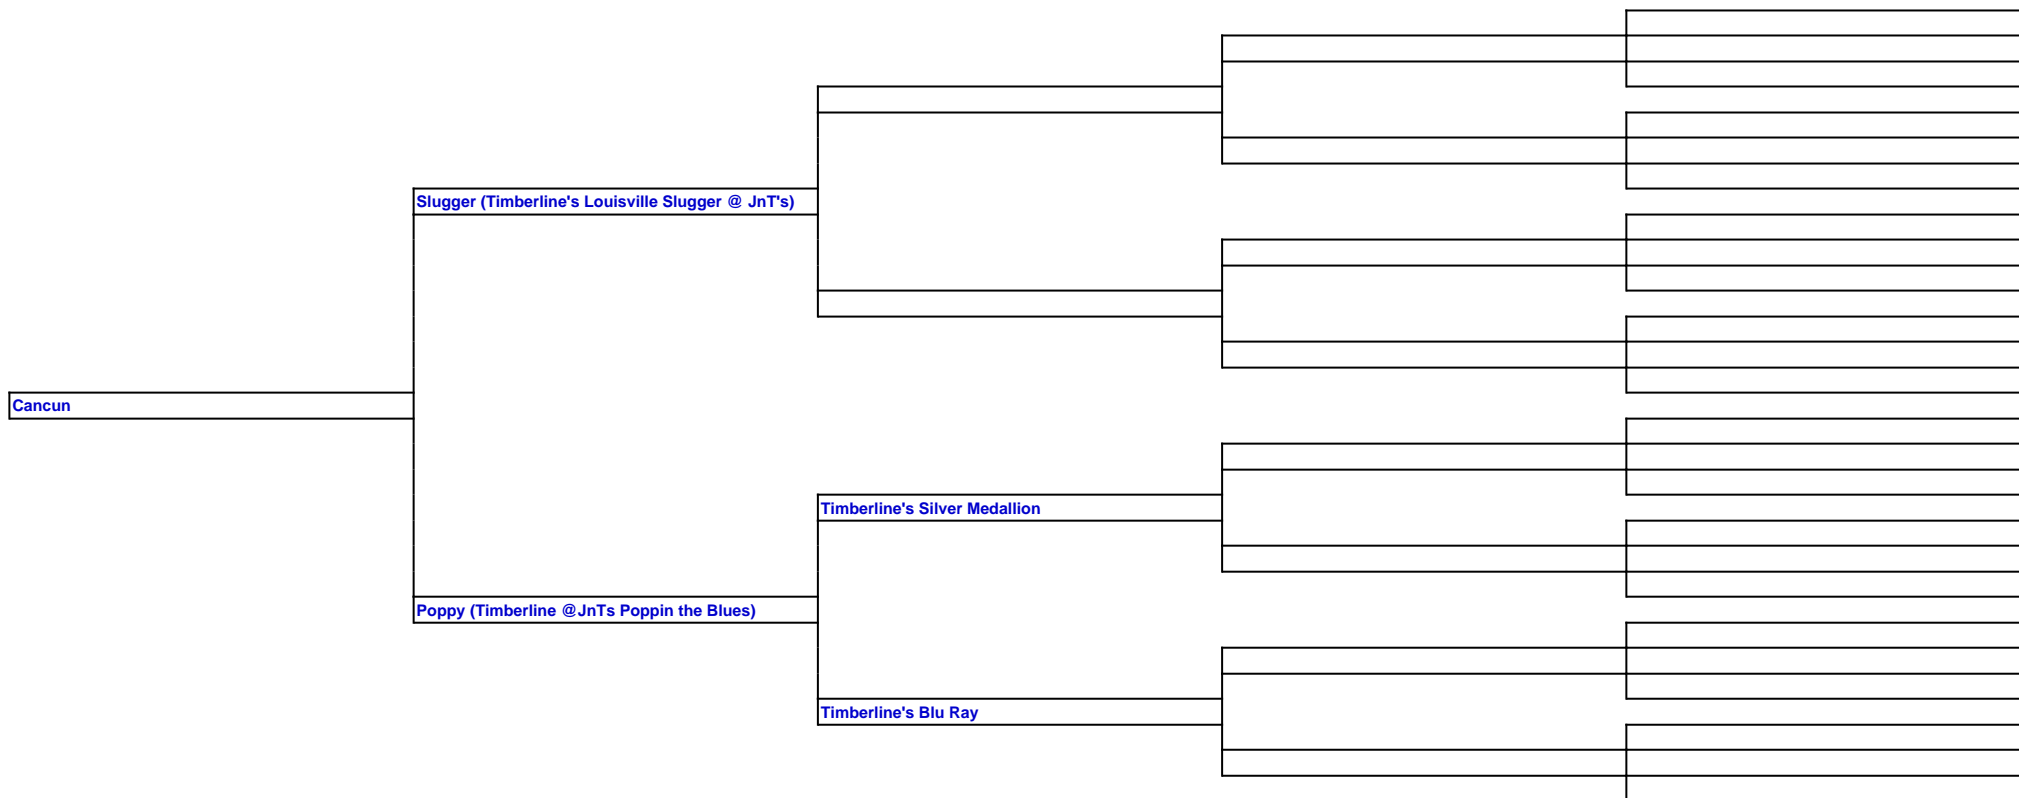 Slugger (Timberline's Louisville Slugger @ JnT's)
Cancun
Timberline's Silver Medallion
Poppy (Timberline @JnTs Poppin the Blues)
Timberline's Blu Ray